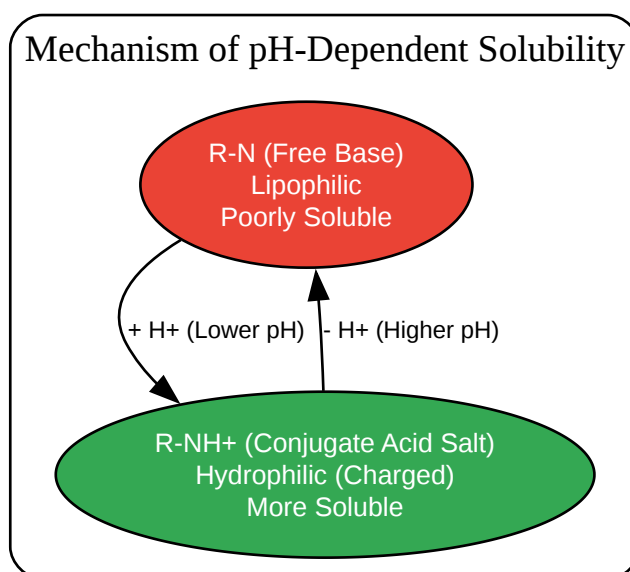 Mechanism of pH-Dependent Solubility
R-N (Free Base)
Lipophilic
Poorly Soluble
+ H+ (Lower pH)
- H+ (Higher pH)
R-NH+ (Conjugate Acid Salt)
Hydrophilic (Charged)
More Soluble